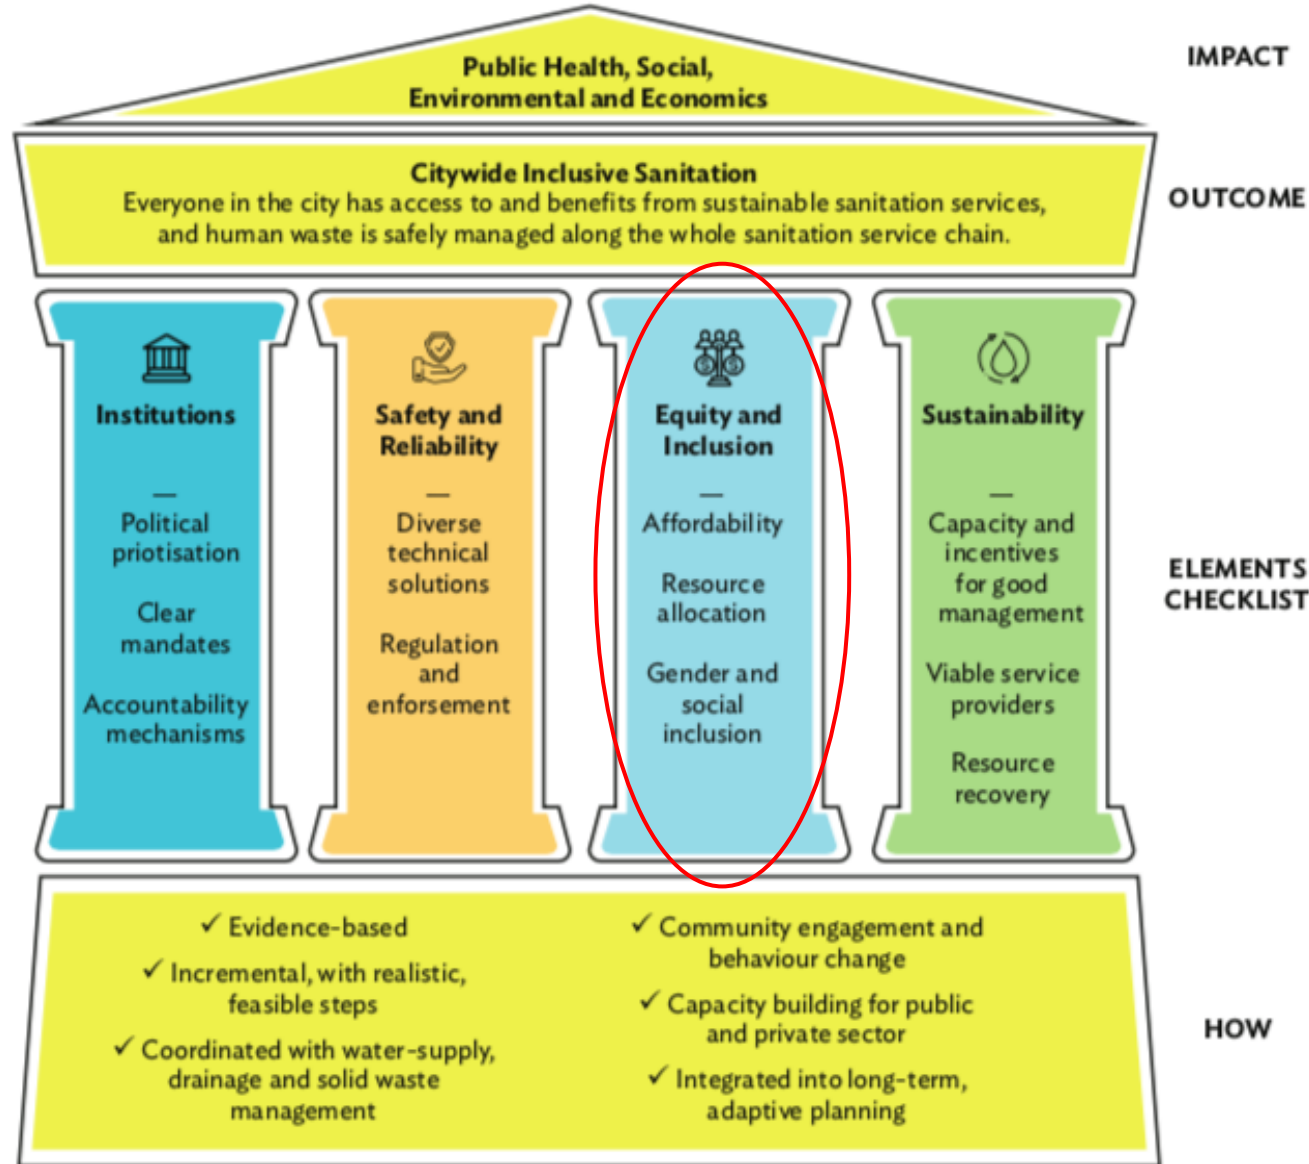 Public Health, Social,
Environmental and Economics
IMPACT
Citywide Inclusive Sanitation
Everyone in the city has access to and benefits from sustainable sanitation services,
and human waste is safely managed along the whole sanitation service chain.
OUTCOME
Institutions
—
Political
priotisation
Clear
mandates
Accountability
mechanisms
Safety and
Reliability
—
Diverse
technical
solutions
Regulation
and
enforsement
$ $
Equity and
Inclusion
—
Affordability
Resource
allocation
Gender and
social
inclusion
Sustainability
—
Capacity and
incentives
for good
management
Viable service
providers
Resource
recovery
ELEMENTS
CHECKLIST
✓ Evidence-based
✓ Incremental, with realistic,
feasible steps
✓ Coordinated with water-supply,
drainage and solid waste
management
✓ Community engagement and
behaviour change
✓ Capacity building for public
and private sector
✓ Integrated into long-term,
adaptive planning
HOW